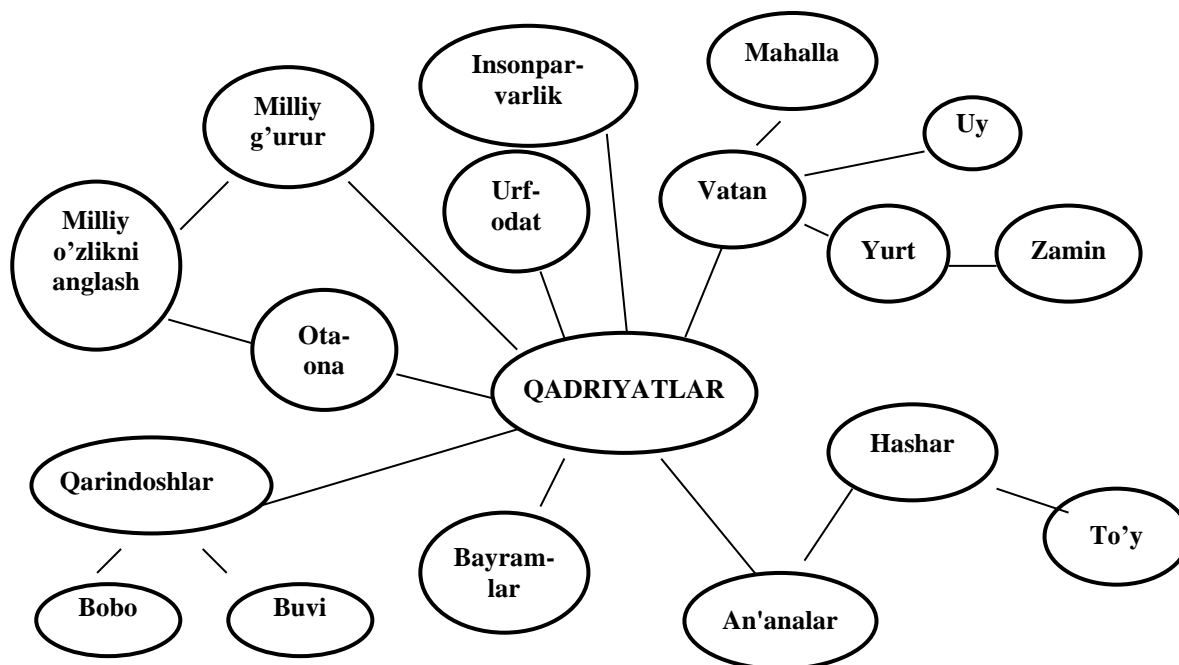 Mahalla
Insonpar-
varlik
Milliy
g’urur
Uy
Urf-
odat
Vatan
Milliy
o’zlikni
anglash
Yurt
Zamin
Ota-
ona
QADRIYATLAR
Hashar
Qarindoshlar
To’y
Bayram-
lar
Bobo
Buvi
An'analar